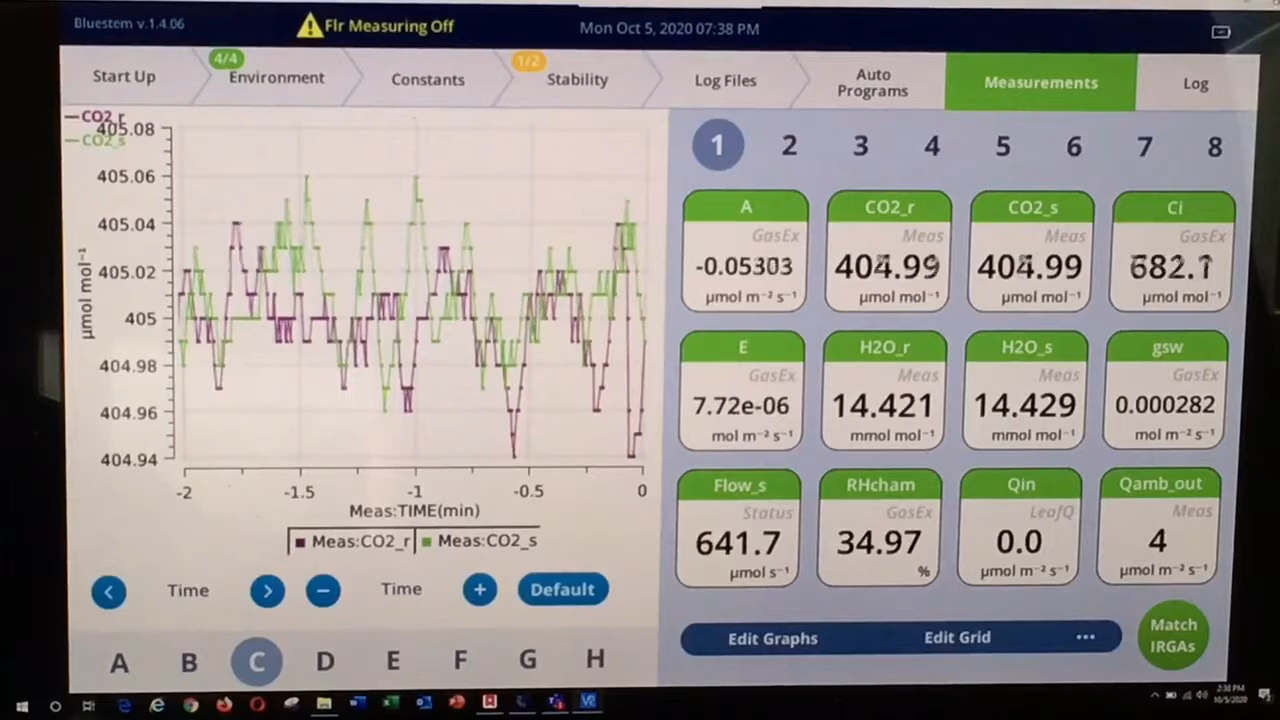 Bluestem v.1.4.06
Flr Measuring Off
Mon Oct 5, 2020 07:38 PM
Start Up
4/4
Environment
Constants
1/2
Stability
Log Files
Auto
Programs
Measurements
Log
CO2_r
CO2_s
405.08
405.06
405.04
405.02
405
404.98
404.96
404.94
µmol mol⁻¹
-2
-1.5
-1
-0.5
0
Meas:TIME(min)
Meas:CO2_r
Meas:CO2_s
Time
Time
Default
A B C D E F G H
1 2 3 4 5 6 7 8
A
GasEx
-0.05303
µmol m⁻² s⁻¹
CO2_r
Meas
404.99
µmol mol⁻¹
CO2_s
Meas
404.99
µmol mol⁻¹
Ci
GasEx
682.1
µmol mol⁻¹
E
GasEx
7.72e-06
mol m⁻² s⁻¹
H2O_r
Meas
14.421
mmol mol⁻¹
H2O_s
Meas
14.429
mmol mol⁻¹
gsw
GasEx
0.000282
mol m⁻² s⁻¹
Flow_s
Status
641.7
µmol s⁻¹
RHcham
GasEx
34.97
%
Qin
LeafQ
0.0
µmol m⁻² s⁻¹
Qamb_out
Meas
4
µmol m⁻² s⁻¹
Edit Graphs
Edit Grid
...
Match
IRGAs
2:38 PM
10/5/2020